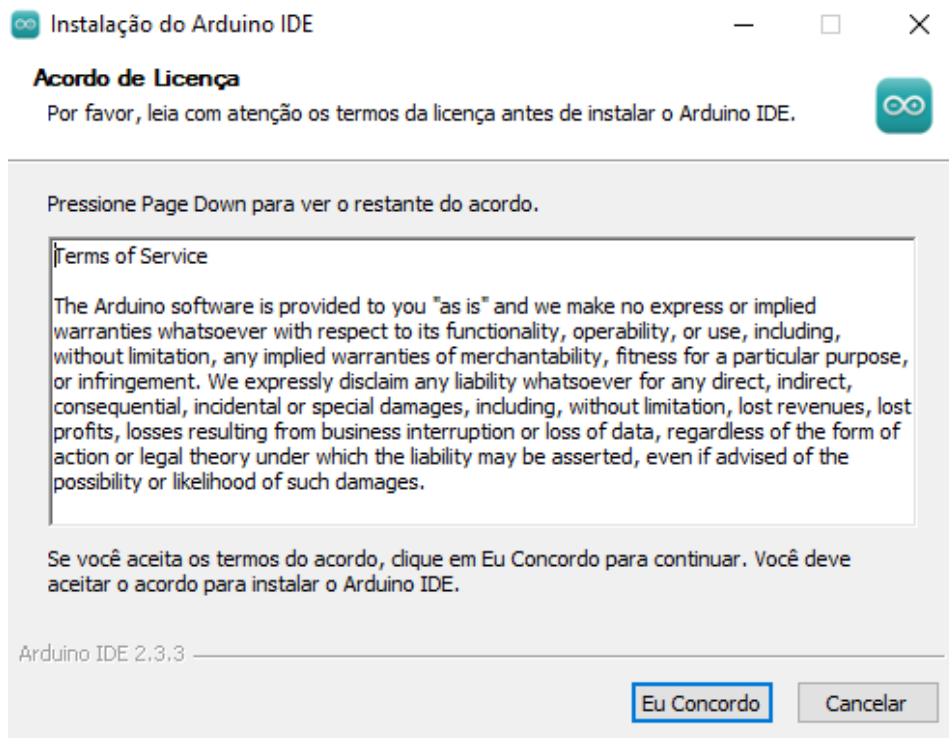 Instalação do Arduino IDE
Acordo de Licença
Por favor, leia com atenção os termos da licença antes de instalar o Arduino IDE.
Pressione Page Down para ver o restante do acordo.
Terms of Service
The Arduino software is provided to you "as is" and we make no express or implied
warranties whatsoever with respect to its functionality, operability, or use, including,
without limitation, any implied warranties of merchantability, fitness for a particular purpose,
or infringement. We expressly disclaim any liability whatsoever for any direct, indirect,
consequential, incidental or special damages, including, without limitation, lost revenues, lost
profits, losses resulting from business interruption or loss of data, regardless of the form of
action or legal theory under which the liability may be asserted, even if advised of the
possibility or likelihood of such damages.
Se você aceita os termos do acordo, clique em Eu Concordo para continuar. Você deve
aceitar o acordo para instalar o Arduino IDE.
Arduino IDE 2.3.3
Eu Concordo
Cancelar